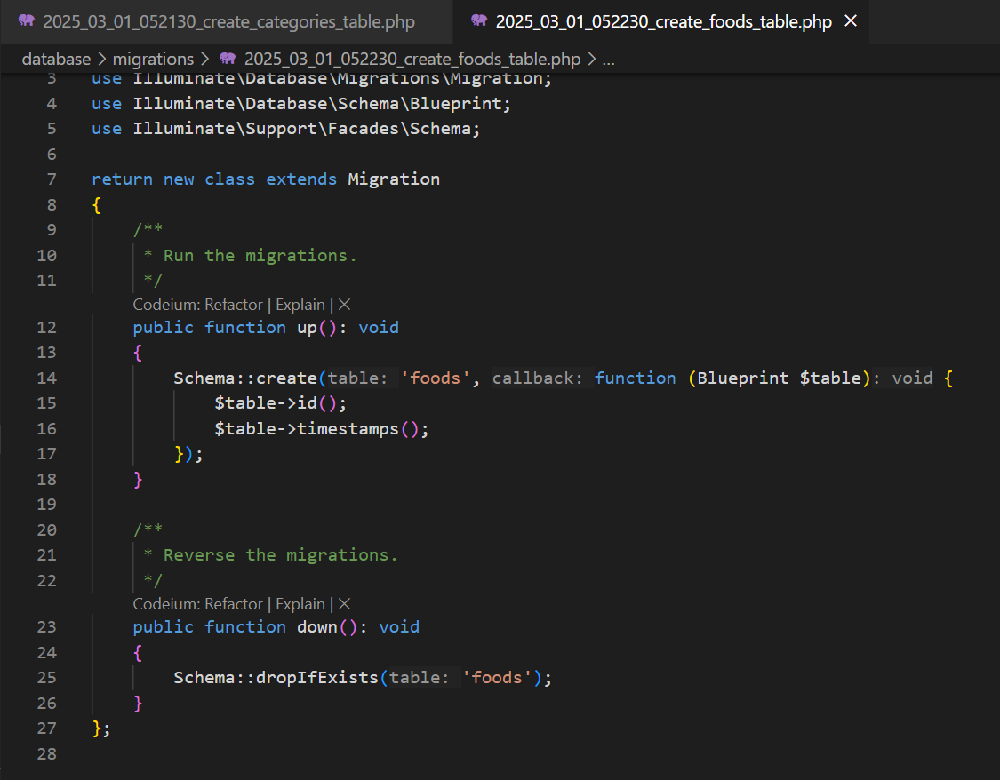 2025_03_01_052130_create_categories_table.php 2025_03_01_052230_create_foods_table.php
database > migrations > 2025_03_01_052230_create_foods_table.php > ...
3 use Illuminate\Database\Migrations\Migration;
4 use Illuminate\Database\Schema\Blueprint;
5 use Illuminate\Support\Facades\Schema;
6
7 return new class extends Migration
8 {
9 /**
10 * Run the migrations.
11 */
Codeium: Refactor | Explain | ×
12 public function up(): void
13 {
14 Schema::create(table: 'foods', callback: function (Blueprint $table): void {
15 $table->id();
16 $table->timestamps();
17 });
18 }
19
20 /**
21 * Reverse the migrations.
22 */
Codeium: Refactor | Explain | ×
23 public function down(): void
24 {
25 Schema::dropIfExists(table: 'foods');
26 }
27 };
28